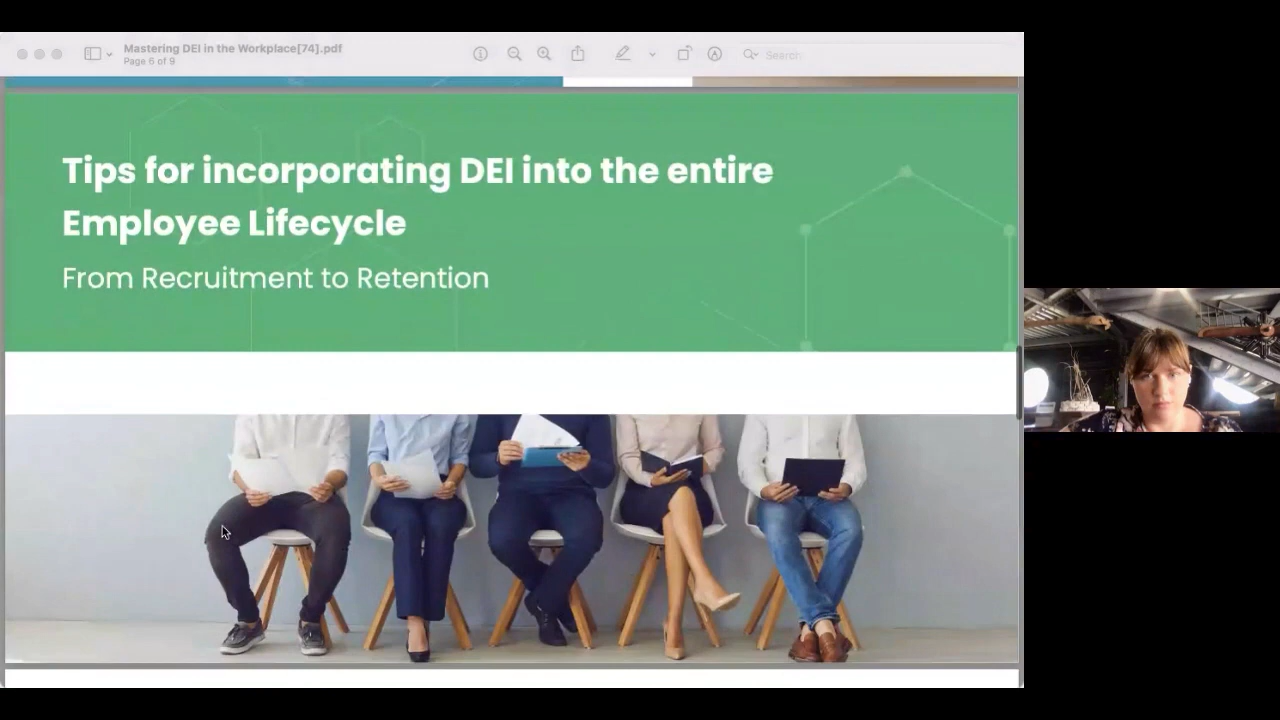 Mastering DEI in the Workplace[74].pdf
Page 6 of 9
Search
Tips for incorporating DEI into the entire
Employee Lifecycle
From Recruitment to Retention